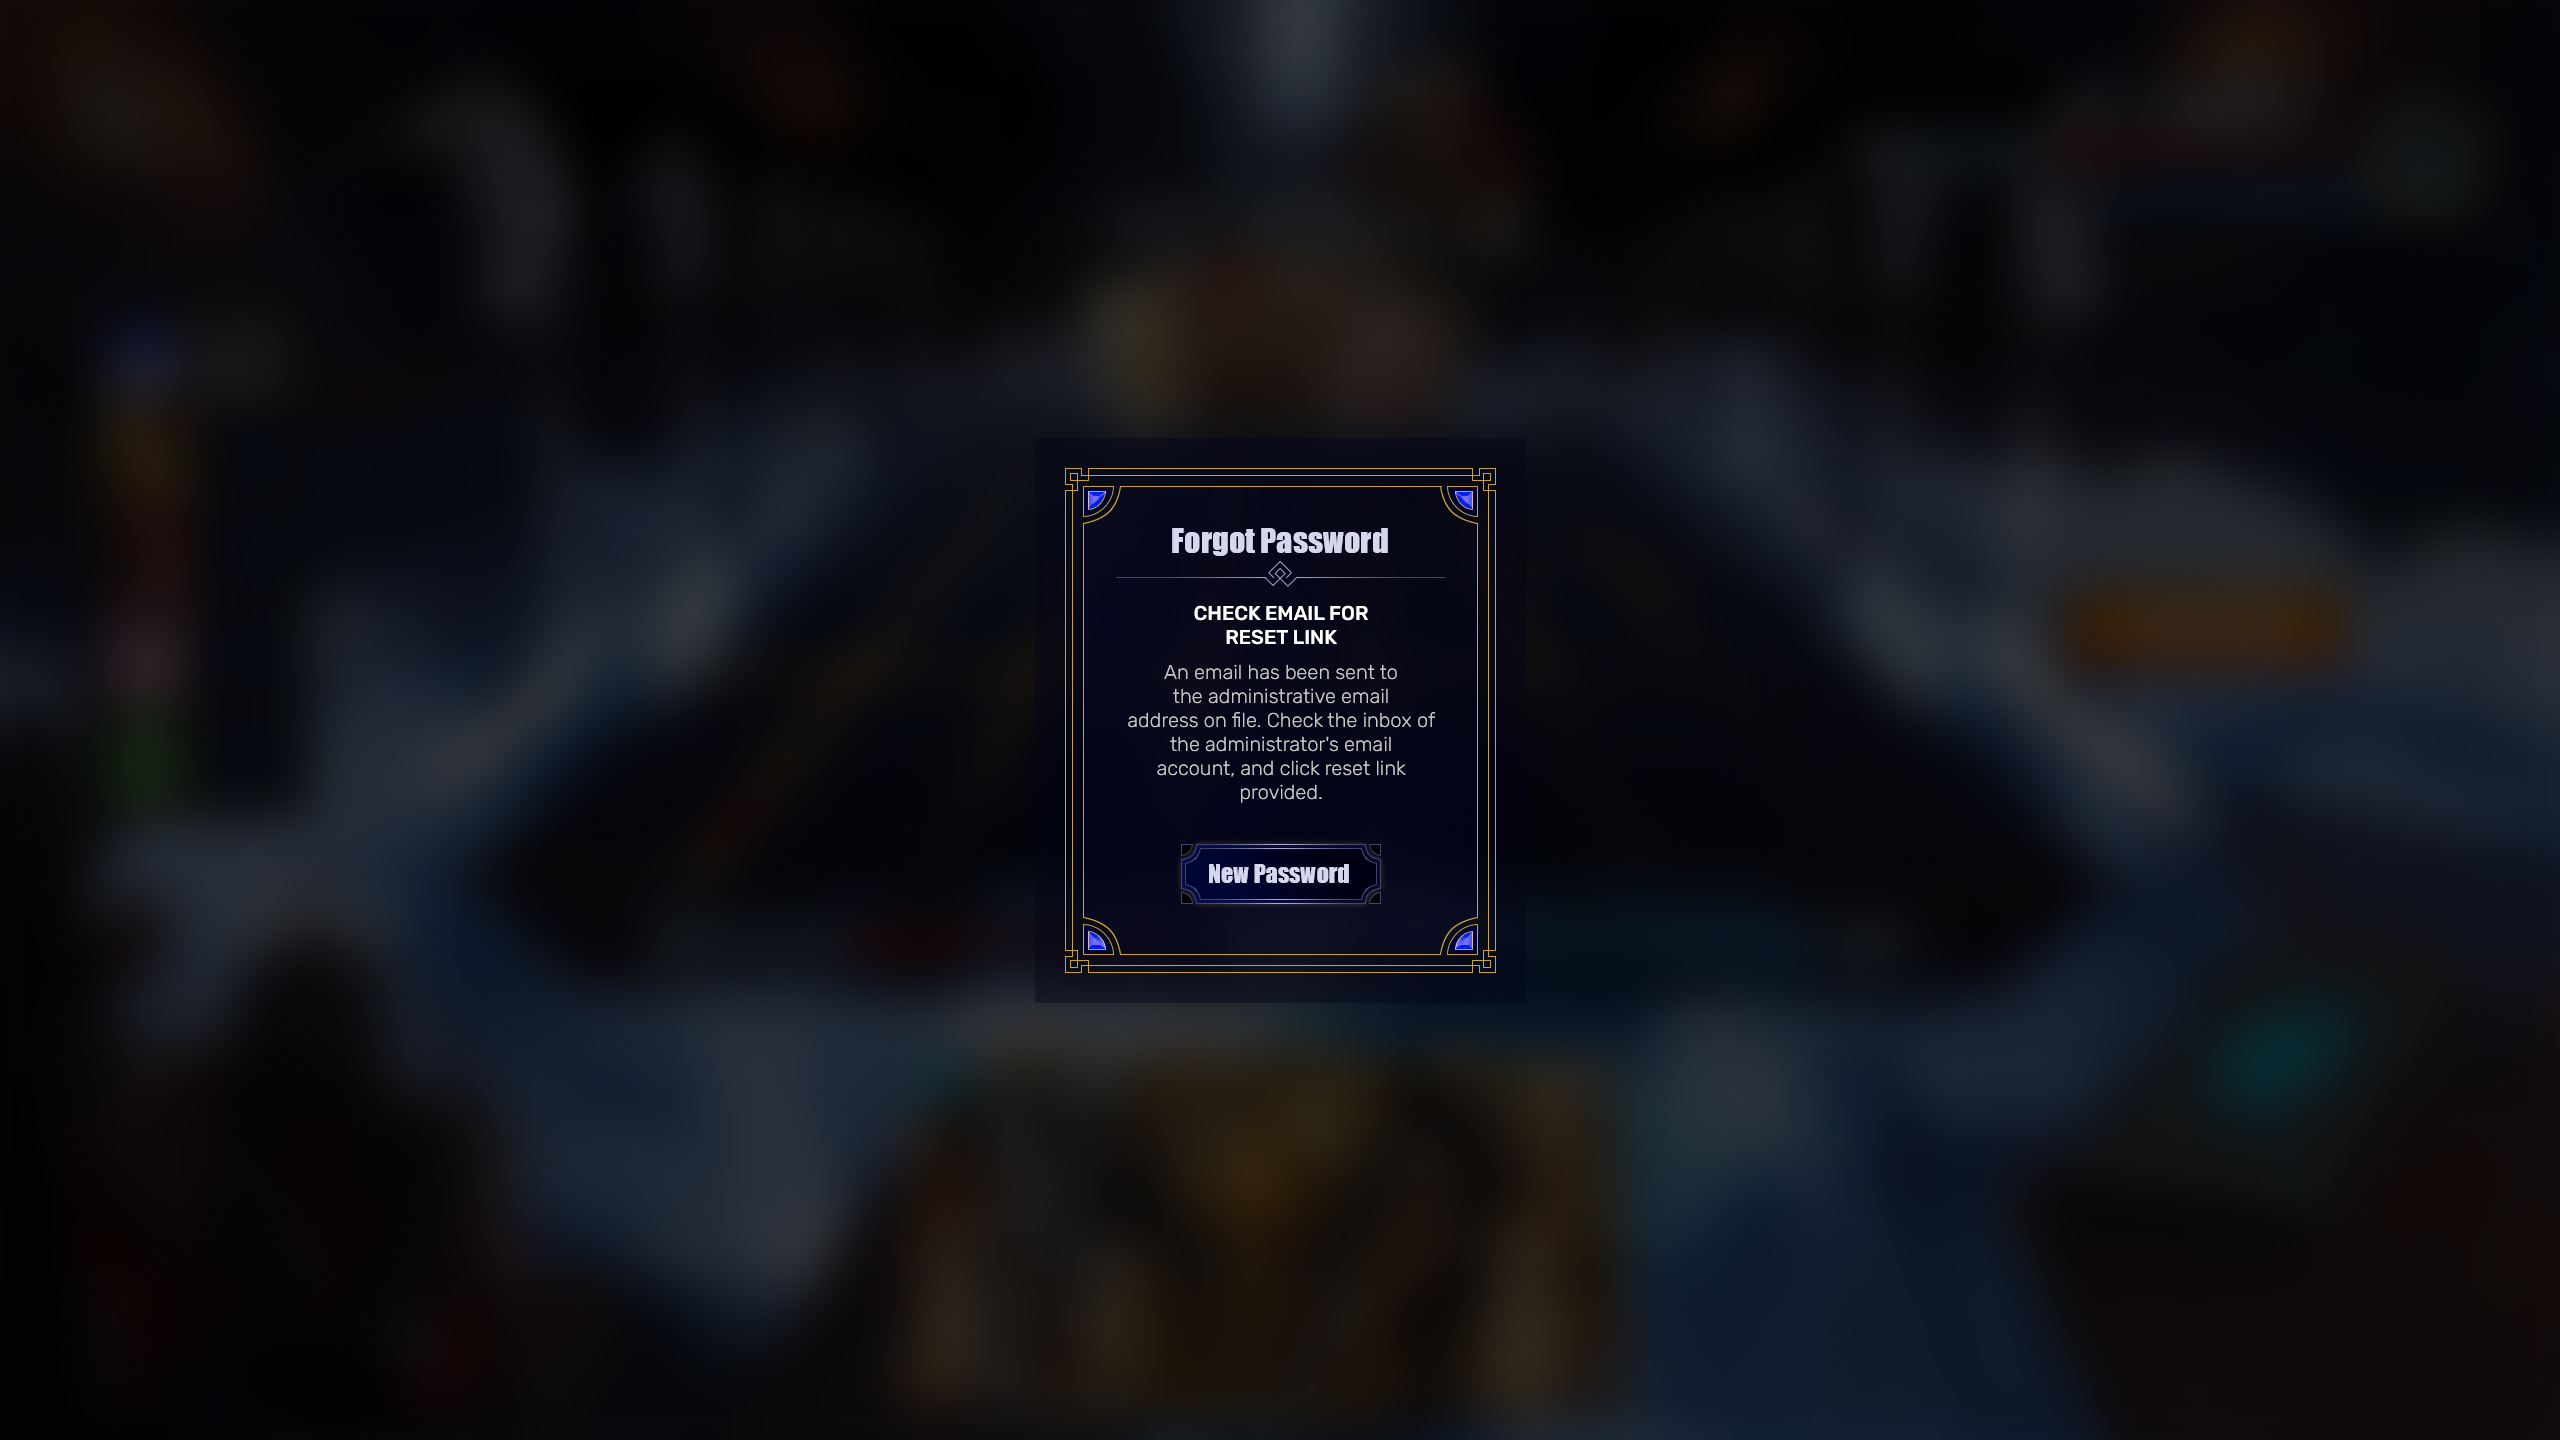 Forgot Password
CHECK EMAIL FOR
RESET LINK
An email has been sent to
the administrative email
address on file. Check the inbox of
the administrator's email
account, and click reset link
provided.
New Password